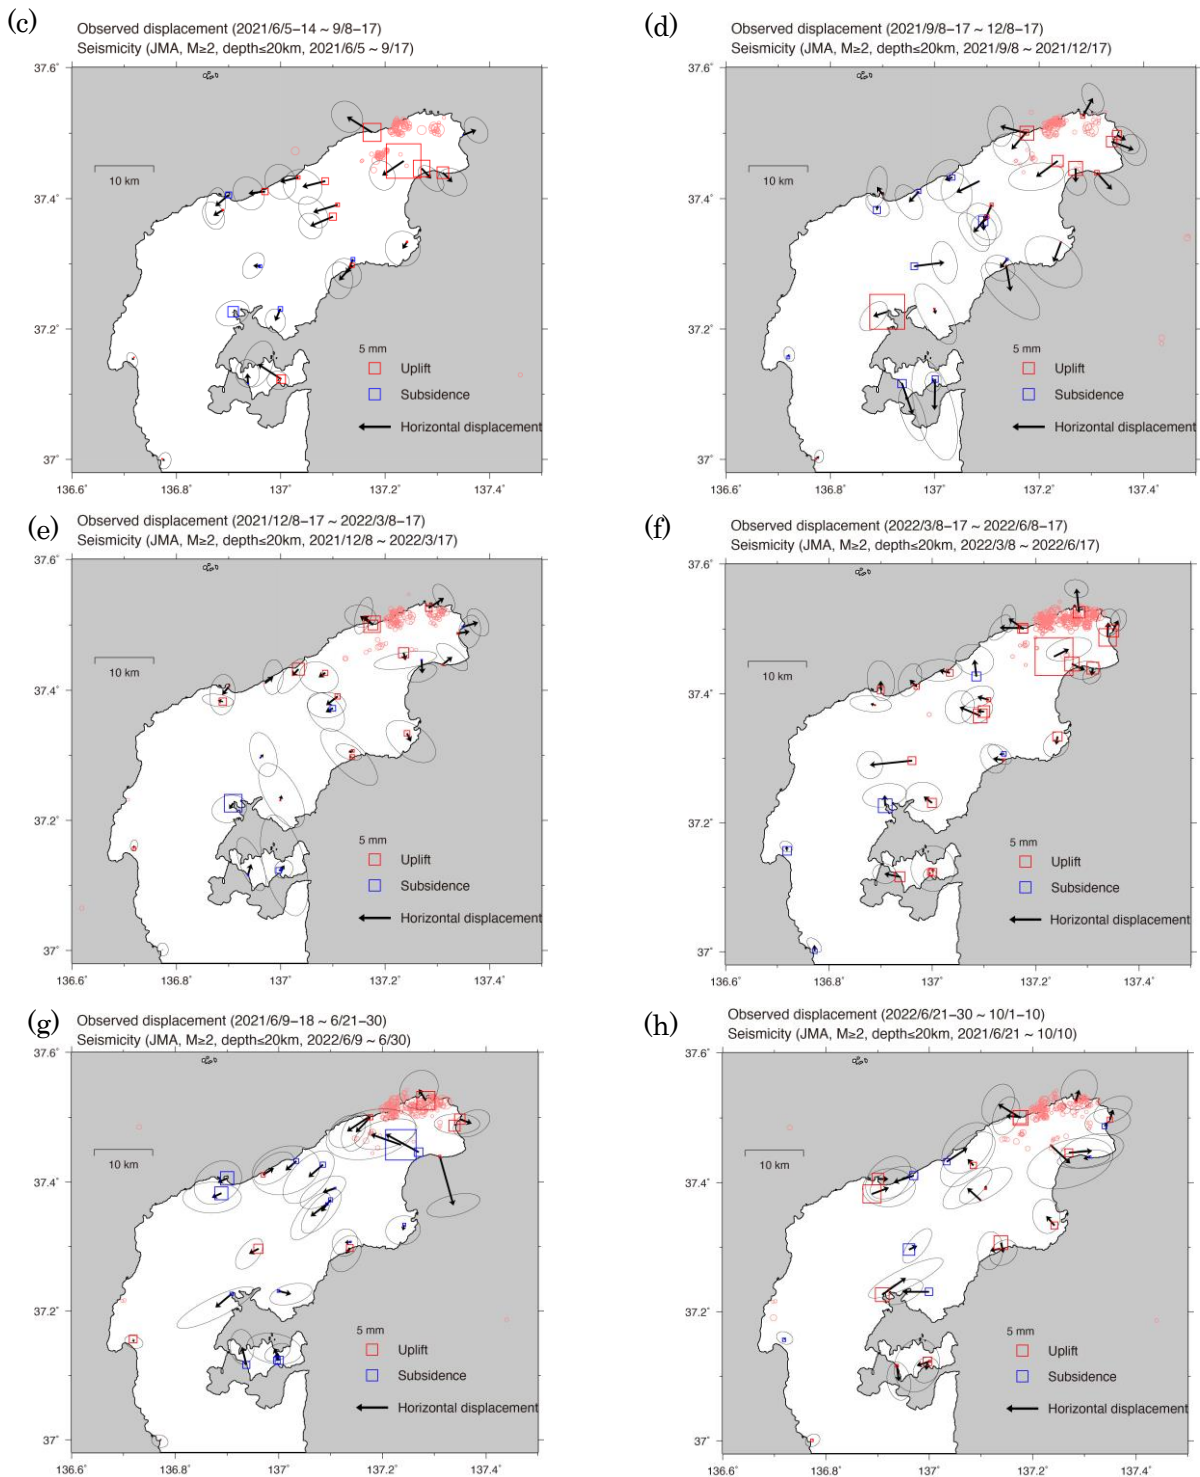 (c)
Observed displacement (2021/6/5–14 ~ 9/8–17)
Seismicity (JMA, M≥2, depth≤20km, 2021/6/5 ~ 9/17)
37.6˚
37.4˚
37.2˚
37˚
10 km
5 mm
Uplift
Subsidence
Horizontal displacement
136.6˚ 136.8˚ 137˚ 137.2˚ 137.4˚
(d)
Observed displacement (2021/9/8–17 ~ 12/8–17)
Seismicity (JMA, M≥2, depth≤20km, 2021/9/8 ~ 2021/12/17)
37.6˚
37.4˚
37.2˚
37˚
10 km
5 mm
Uplift
Subsidence
Horizontal displacement
136.6˚ 136.8˚ 137˚ 137.2˚ 137.4˚
(e)
Observed displacement (2021/12/8–17 ~ 2022/3/8–17)
Seismicity (JMA, M≥2, depth≤20km, 2021/12/8 ~ 2022/3/17)
37.6˚
37.4˚
37.2˚
37˚
10 km
5 mm
Uplift
Subsidence
Horizontal displacement
136.6˚ 136.8˚ 137˚ 137.2˚ 137.4˚
(f)
Observed displacement (2022/3/8–17 ~ 2022/6/8–17)
Seismicity (JMA, M≥2, depth≤20km, 2022/3/8 ~ 2022/6/17)
37.6˚
37.4˚
37.2˚
37˚
10 km
5 mm
Uplift
Subsidence
Horizontal displacement
136.6˚ 136.8˚ 137˚ 137.2˚ 137.4˚
(g)
Observed displacement (2021/6/9–18 ~ 6/21–30)
Seismicity (JMA, M≥2, depth≤20km, 2022/6/9 ~ 6/30)
37.6˚
37.4˚
37.2˚
37˚
10 km
5 mm
Uplift
Subsidence
Horizontal displacement
136.6˚ 136.8˚ 137˚ 137.2˚ 137.4˚
(h)
Observed displacement (2022/6/21–30 ~ 10/1–10)
Seismicity (JMA, M≥2, depth≤20km, 2021/6/21 ~ 10/10)
37.6˚
37.4˚
37.2˚
37˚
10 km
5 mm
Uplift
Subsidence
Horizontal displacement
136.6˚ 136.8˚ 137˚ 137.2˚ 137.4˚